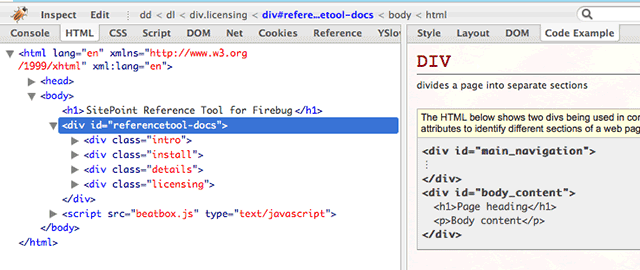 Inspect Edit dd < dl < div.licensing < div#refere...etool-docs < body < html
Console HTML CSS Script DOM Net Cookies Reference YSlow
<html lang="en" xmlns="http://www.w3.org
/1999/xhtml" xml:lang="en">
<head>
<body>
<h1>SitePoint Reference Tool for Firebug</h1>
<div id="referencetool-docs">
<div class="intro">
<div class="install">
<div class="details">
<div class="licensing">
</div>
<script src="beatbox.js" type="text/javascript">
</body>
</html>
Style Layout DOM Code Example
DIV
divides a page into separate sections
The HTML below shows two divs being used in con
attributes to identify different sections of a web pag
<div id="main_navigation">
⋮
</div>
<div id="body_content">
<h1>Page heading</h1>
<p>Body content</p>
</div>